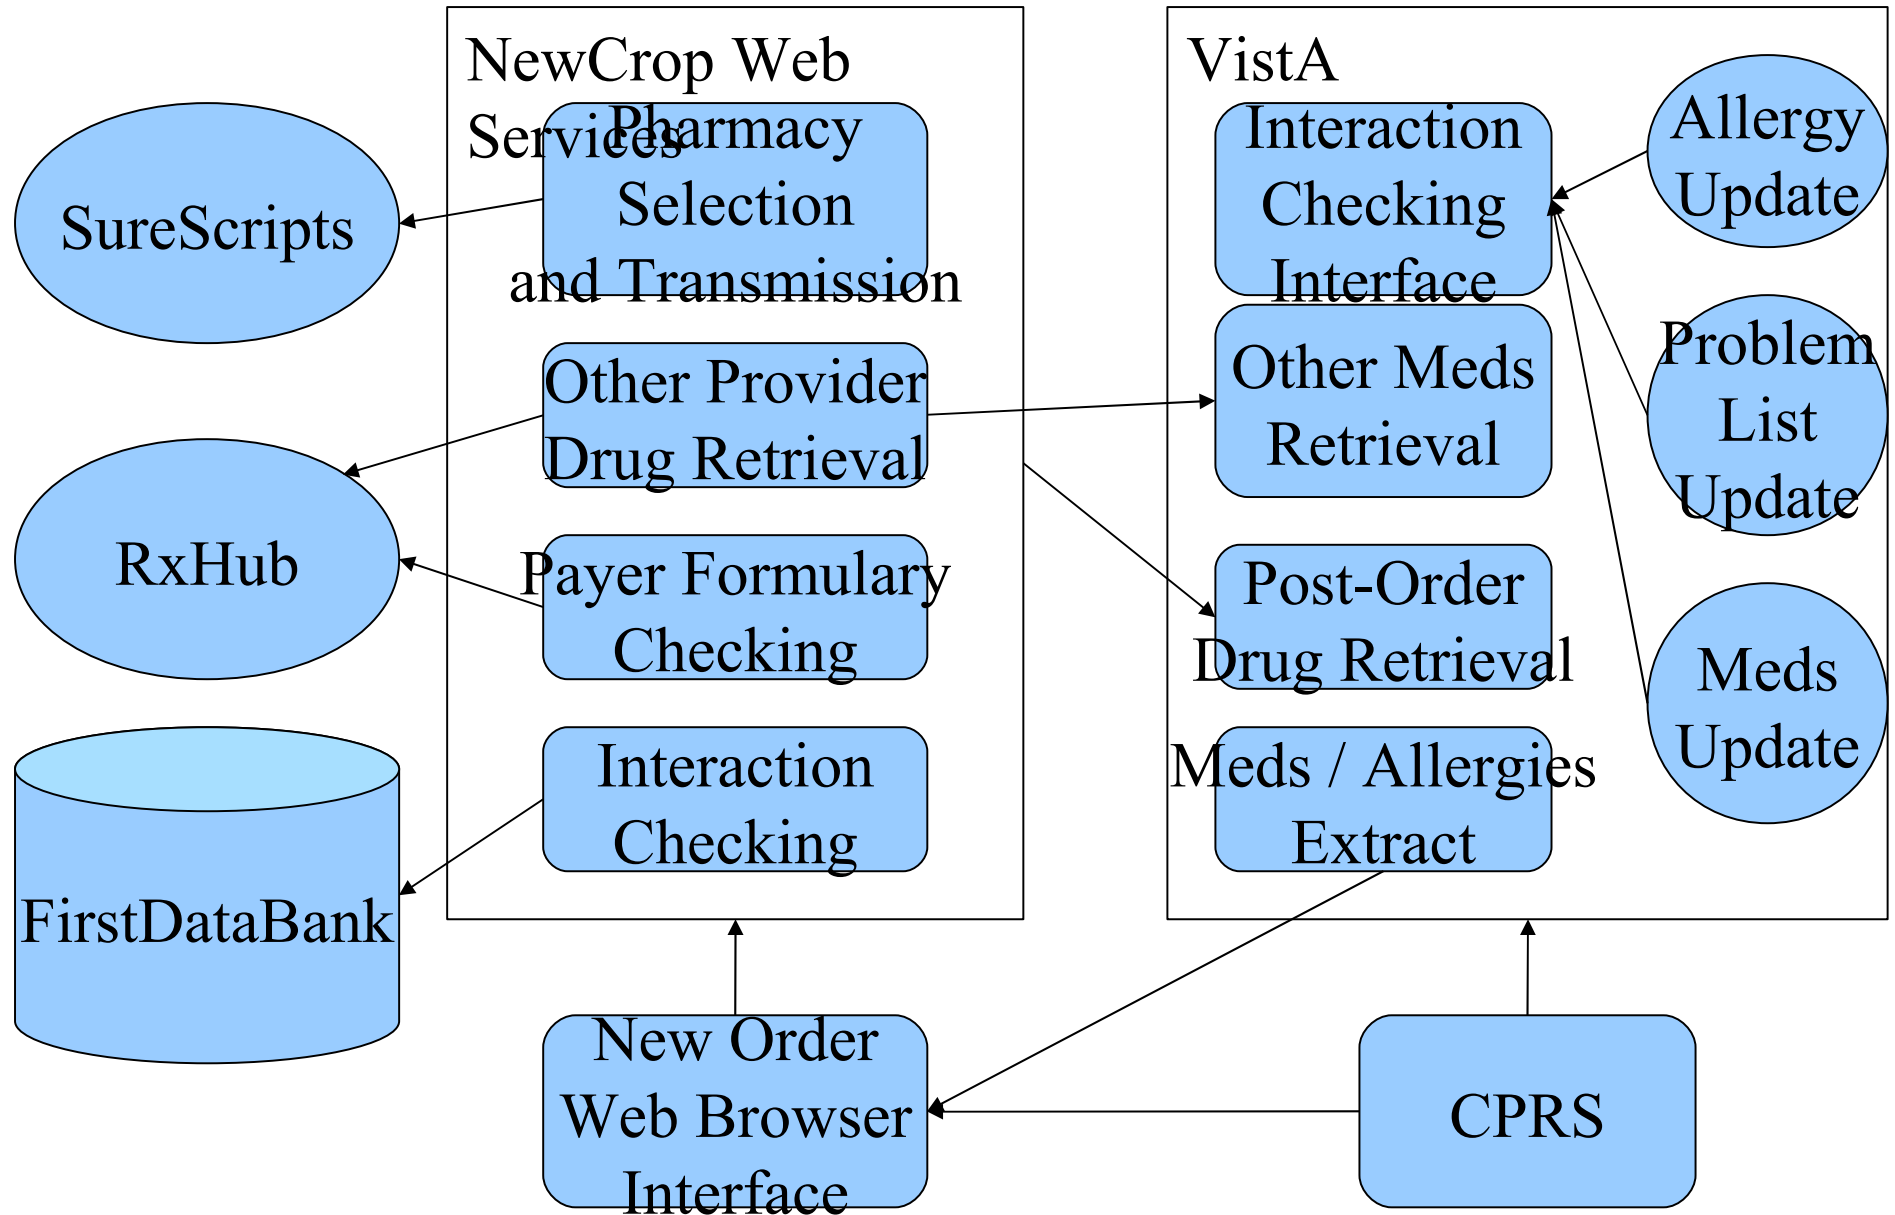 NewCrop Web
Services
VistA
SureScripts
RxHub
FirstDataBank
Pharmacy
Selection
and Transmission
Other Provider
Drug Retrieval
Payer Formulary
Checking
Interaction
Checking
Interaction
Checking
Interface
Other Meds
Retrieval
Post-Order
Drug Retrieval
Meds / Allergies
Extract
Allergy
Update
Problem
List
Update
Meds
Update
New Order
Web Browser
Interface
CPRS